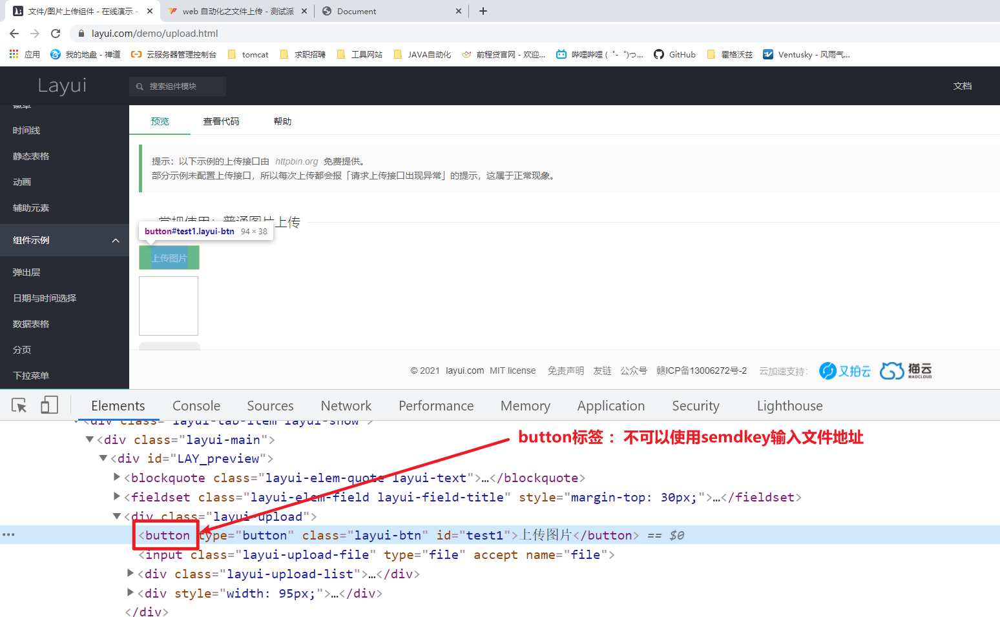 文件/图片上传组件 - 在线演示 -
web 自动化之文件上传 - 测试派
Document
layui.com/demo/upload.html
应用 我的地盘 - 禅道 云服务器管理控制台 tomcat 求职招聘 工具网站 JAVA自动化 前程贷官网 - 欢迎... 哔哩哔哩 ( ゜- ゜)つ... GitHub 霍格沃兹 Ventusky - 风雨气...
Layui
搜索组件模块
文档
徽章
时间线
静态表格
动画
辅助元素
组件示例
弹出层
日期与时间选择
数据表格
分页
下拉菜单
预览 查看代码 帮助
提示：以下示例的上传接口由 httpbin.org 免费提供。
部分示例未配置上传接口，所以每次上传都会报「请求上传接口出现异常」的提示，这属于正常现象。
常规使用：普通图片上传
button#test1.layui-btn 94 × 38
上传图片
© 2021 layui.com MIT license 免责声明 友链 公众号 赣ICP备13006272号-2 云加速支持： 又拍云 猫云
MAOCLOUD
Elements Console Sources Network Performance Memory Application Security Lighthouse
<div class="layui-tab-item layui-show">
<div class="layui-main">
button标签 ：不可以使用semdkey输入文件地址
<div id="LAY_preview">
<blockquote class="layui-elem-quote layui-text">…</blockquote>
<fieldset class="layui-elem-field layui-field-title" style="margin-top: 30px;">…</fieldset>
<div class="layui-upload">
<button type="button" class="layui-btn" id="test1">上传图片</button> == $0
<input class="layui-upload-file" type="file" accept name="file">
<div class="layui-upload-list">…</div>
<div style="width: 95px;">…</div>
</div>